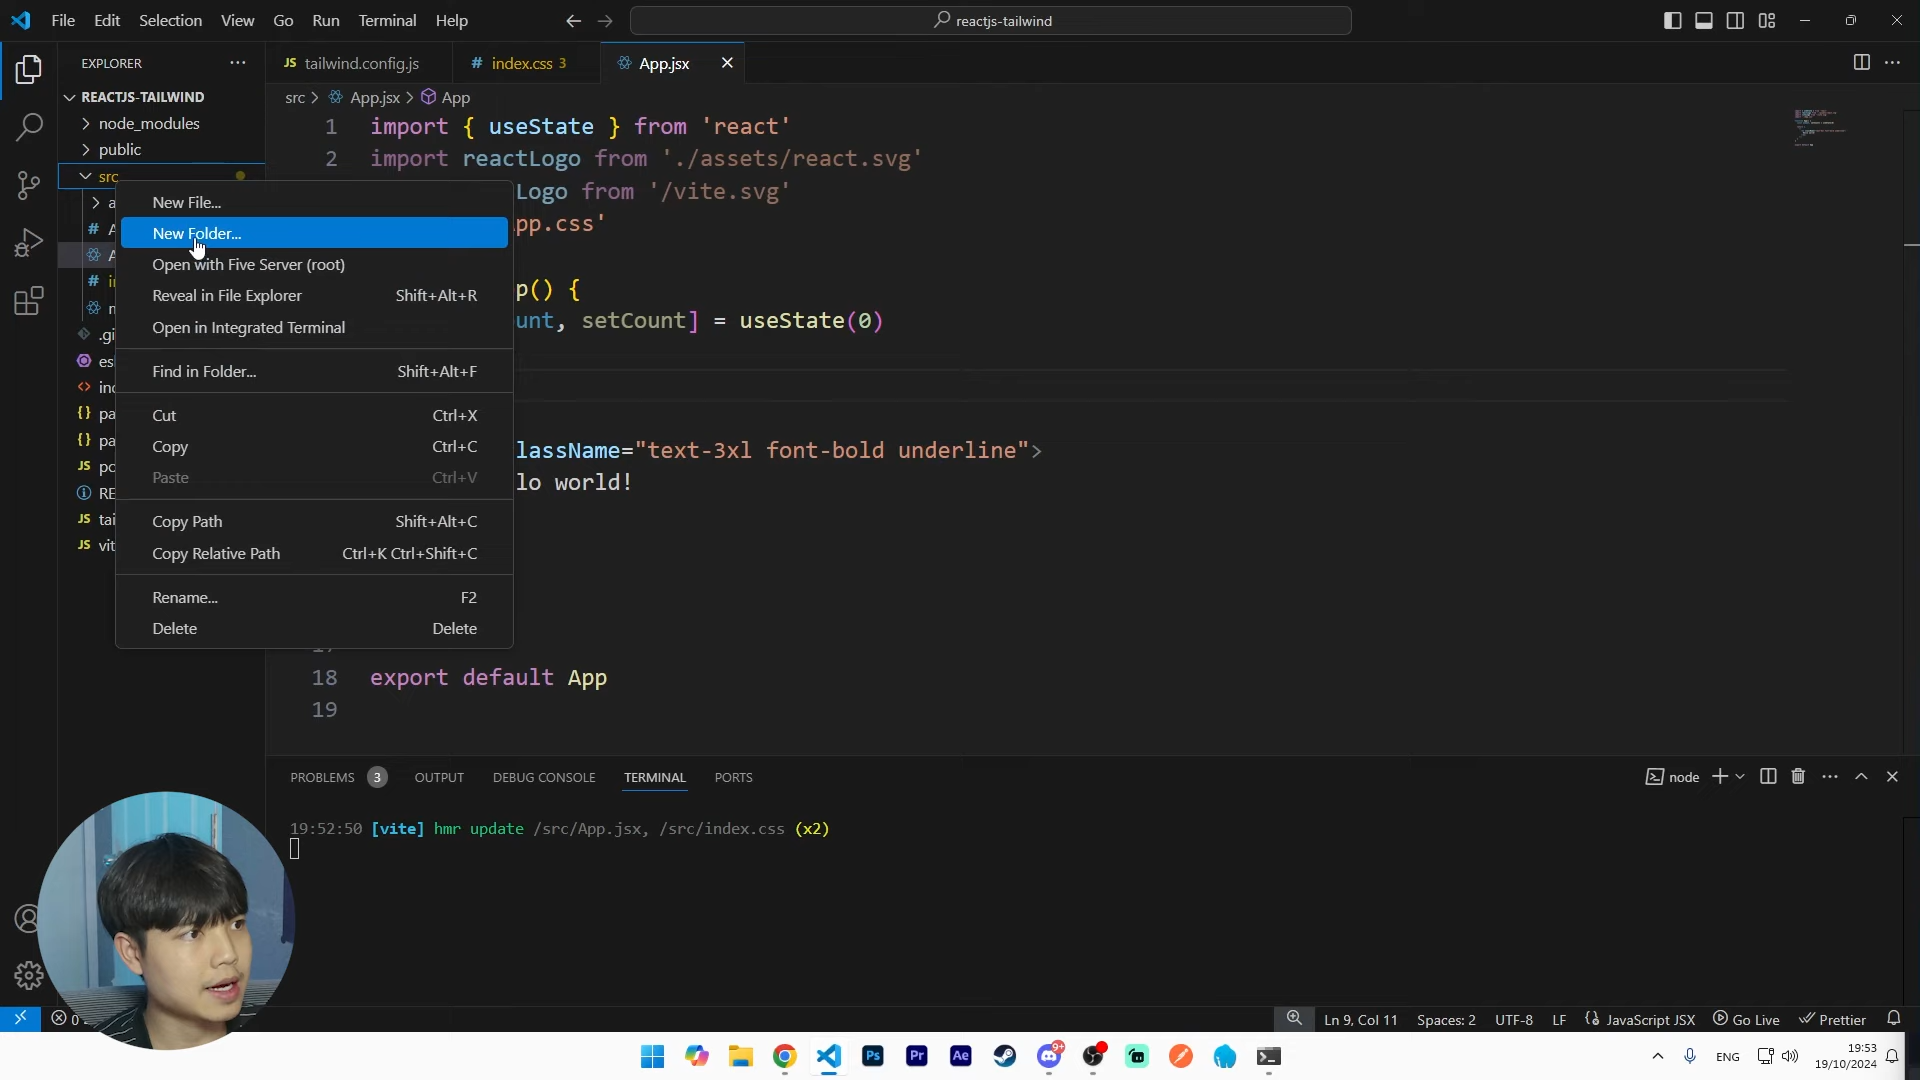 File Edit Selection View Go Run Terminal Help
reactjs-tailwind
EXPLORER
REACTJS-TAILWIND
node_modules
public
src
JS tailwind.config.js
# index.css 3
App.jsx
src > App.jsx > App
1 import { useState } from 'react'
2 import reactLogo from './assets/react.svg'
Logo from '/vite.svg'
pp.css'
p() {
unt, setCount] = useState(0)
lassName="text-3xl font-bold underline">
lo world!
18 export default App
19
New File...
New Folder...
Open with Five Server (root)
Reveal in File Explorer Shift+Alt+R
Open in Integrated Terminal
Find in Folder... Shift+Alt+F
Cut Ctrl+X
Copy Ctrl+C
Paste Ctrl+V
Copy Path Shift+Alt+C
Copy Relative Path Ctrl+K Ctrl+Shift+C
Rename... F2
Delete Delete
PROBLEMS 3 OUTPUT DEBUG CONSOLE TERMINAL PORTS
node
19:52:50 [vite] hmr update /src/App.jsx, /src/index.css (x2)
Ln 9, Col 11 Spaces: 2 UTF-8 LF JavaScript JSX Go Live Prettier
Ps Pr Ae 9+
ENG
19:53
19/10/2024